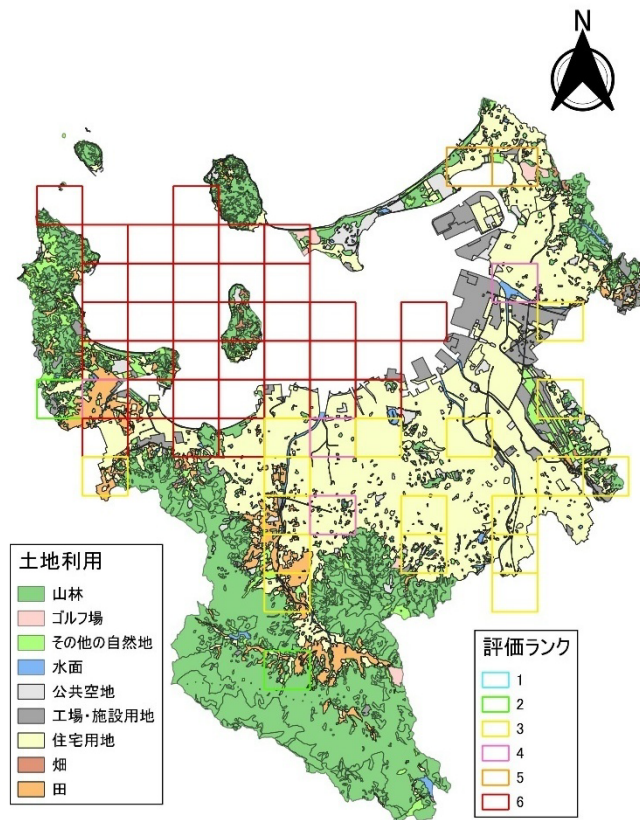 N
土地利用
山林
ゴルフ場
その他の自然地
水面
公共空地
工場・施設用地
住宅用地
畑
田
評価ランク
1
2
3
4
5
6